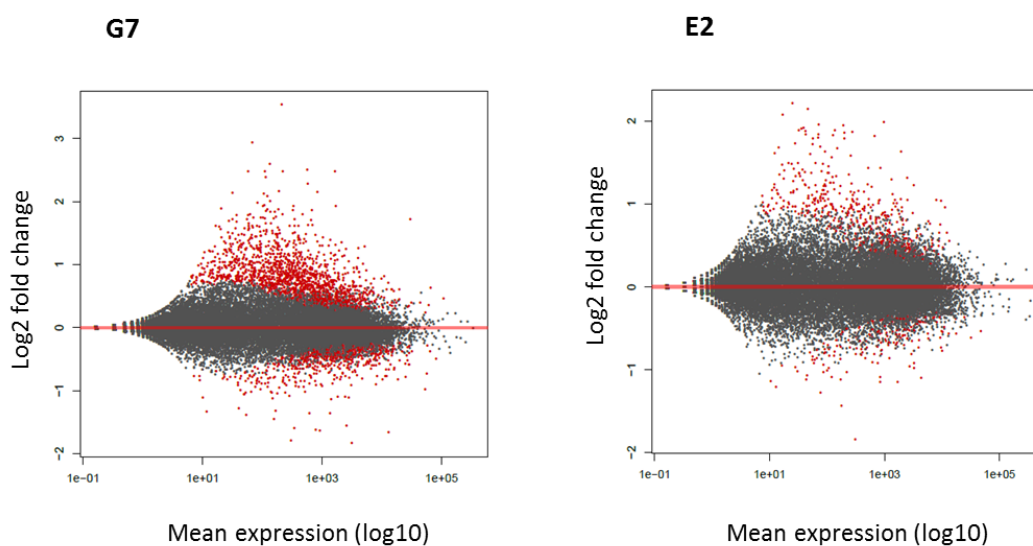 G7
E2
Log2 fold change
3
2
1
0
-1
-2
1e-01
1e+01
1e+03
1e+05
Mean expression (log10)
Log2 fold change
2
1
0
-1
-2
1e-01
1e+01
1e+03
1e+05
Mean expression (log10)